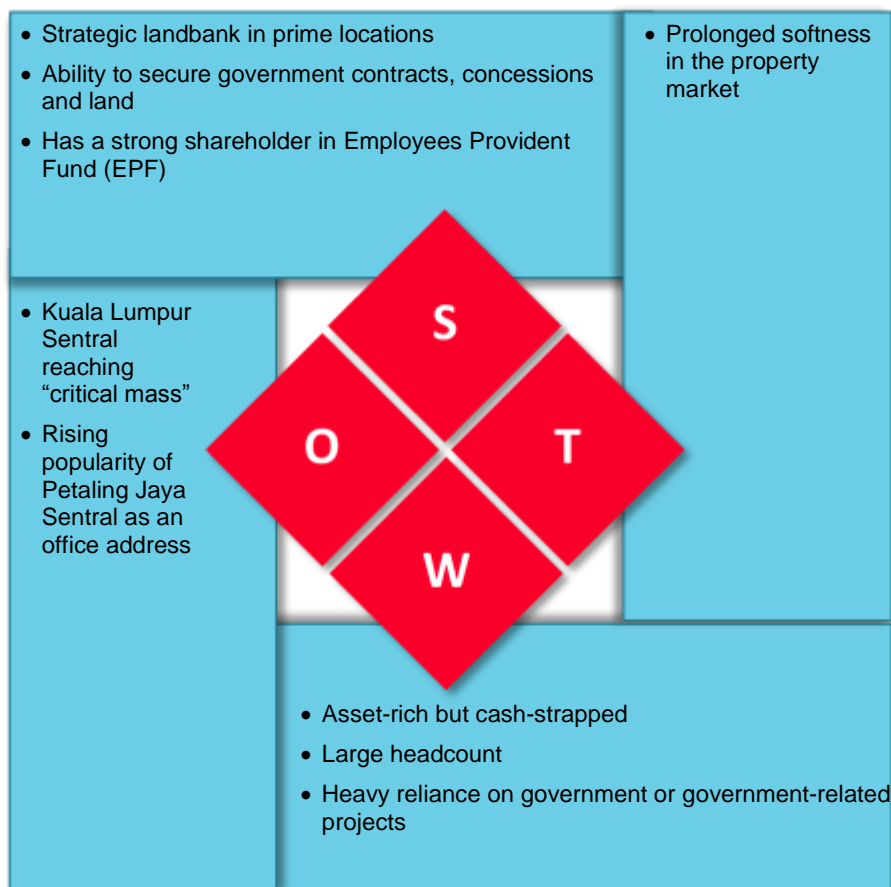 • Strategic landbank in prime locations
• Ability to secure government contracts, concessions
and land
• Has a strong shareholder in Employees Provident
Fund (EPF)
• Prolonged softness
in the property
market
• Kuala Lumpur
Sentral
reaching
“critical mass”
• Rising
popularity of
Petaling Jaya
Sentral as an
office address
S
O
T
W
• Asset-rich but cash-strapped
• Large headcount
• Heavy reliance on government or government-related
projects